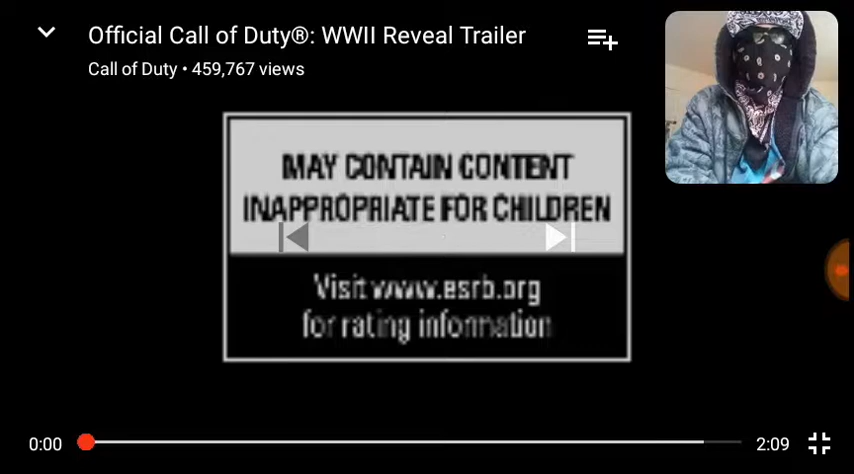 Official Call of Duty®: WWII Reveal Trailer
Call of Duty • 459,767 views
MAY CONTAIN CONTENT
INAPPROPRIATE FOR CHILDREN
Visit www.esrb.org
for rating information
0:00
2:09